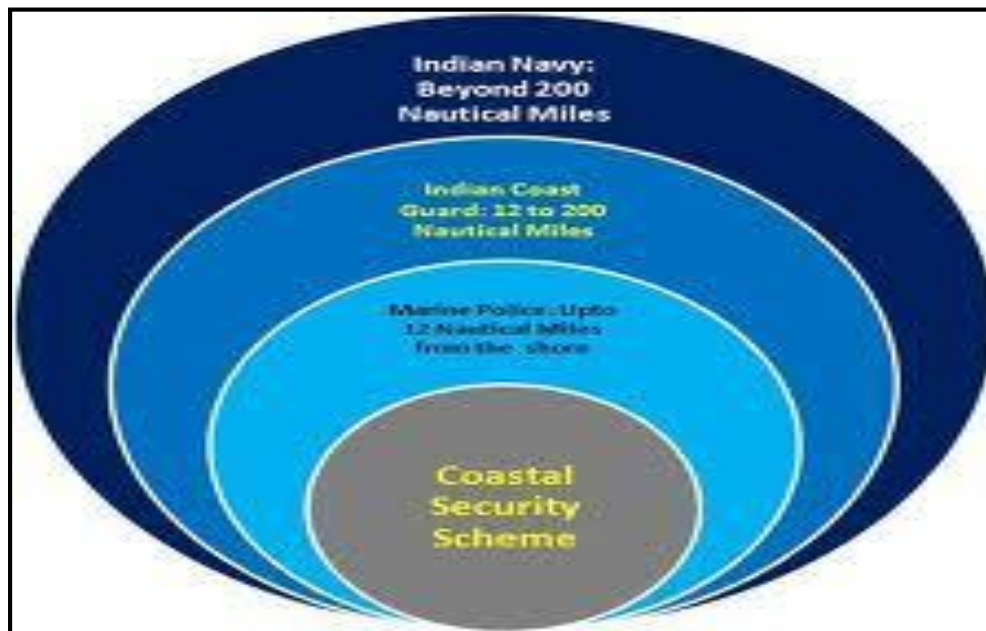 Indian Navy:
Beyond 200
Nautical Miles
Indian Coast
Guard: 12 to 200
Nautical Miles
Marine Police: Upto
12 Nautical Miles
from the shore
Coastal
Security
Scheme